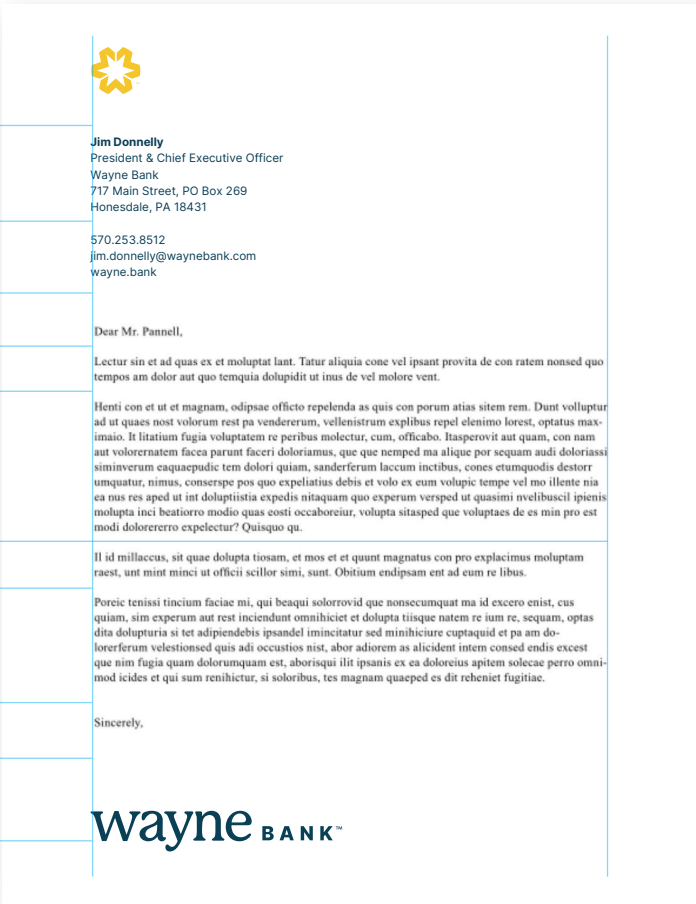 Jim Donnelly
President & Chief Executive Officer
Wayne Bank
717 Main Street, PO Box 269
Honesdale, PA 18431
570.253.8512
jim.donnelly@waynebank.com
wayne.bank
Dear Mr. Pannell,
Lectur sin et ad quas ex et moluptat lant. Tatur aliquia cone vel ipsant provita de con ratem nonsed quo
tempos am dolor aut quo temquia dolupidit ut inus de vel molore vent.
Henti con et ut et magnam, odipsae officto repelenda as quis con porum atias sitem rem. Dunt volluptur
ad ut quaes nost volorum rest pa vendererum, vellenistrum explibus repel elenimo lorest, optatus max-
imaio. It litatium fugia voluptatem re peribus molectur, cum, officabo. Itasperovit aut quam, con nam
aut volorernatem facea parunt faceri doloriamus, que que nemped ma alique por sequam audi doloriassi
siminverum eaquaepudic tem dolori quiam, sanderferum laccum inctibus, cones etumquodis destorr
umquatur, nimus, conserspe pos quo expeliatius debis et volo ex eum volupic tempe vel mo illente nia
ea nus res aped ut int doluptiistia expedis nitaquam quo experum versped ut quasimi nvelibuscil ipienis
molupta inci beatiorro modio quas eosti occaboreiur, volupta sitasped que voluptaes de es min pro est
modi dolorererro expelectur? Quisquo qu.
Il id millaccus, sit quae dolupta tiosam, et mos et et quunt magnatus con pro explacimus moluptam
raest, unt mint minci ut officii scillor simi, sunt. Obitium endipsam ent ad eum re libus.
Poreic tenissi tincium faciae mi, qui beaqui solorrovid que nonsecumquat ma id excero enist, cus
quiam, sim experum aut rest inciendunt omnihiciet et dolupta tiisque natem re ium re, sequam, optas
dita dolupturia si tet adipiendebis ipsandel imincitatur sed minihiciure cuptaquid et pa am do-
lorerferum velestionsed quis adi occustios nist, abor adiorem as alicident intem consed endis excest
que nim fugia quam dolorumquam est, aborisqui ilit ipsanis ex ea doloreius apitem solecae perro omni-
mod icides et qui sum renihictur, si soloribus, tes magnam quaeped es dit reheniet fugitiae.
Sincerely,
wayne BANK™